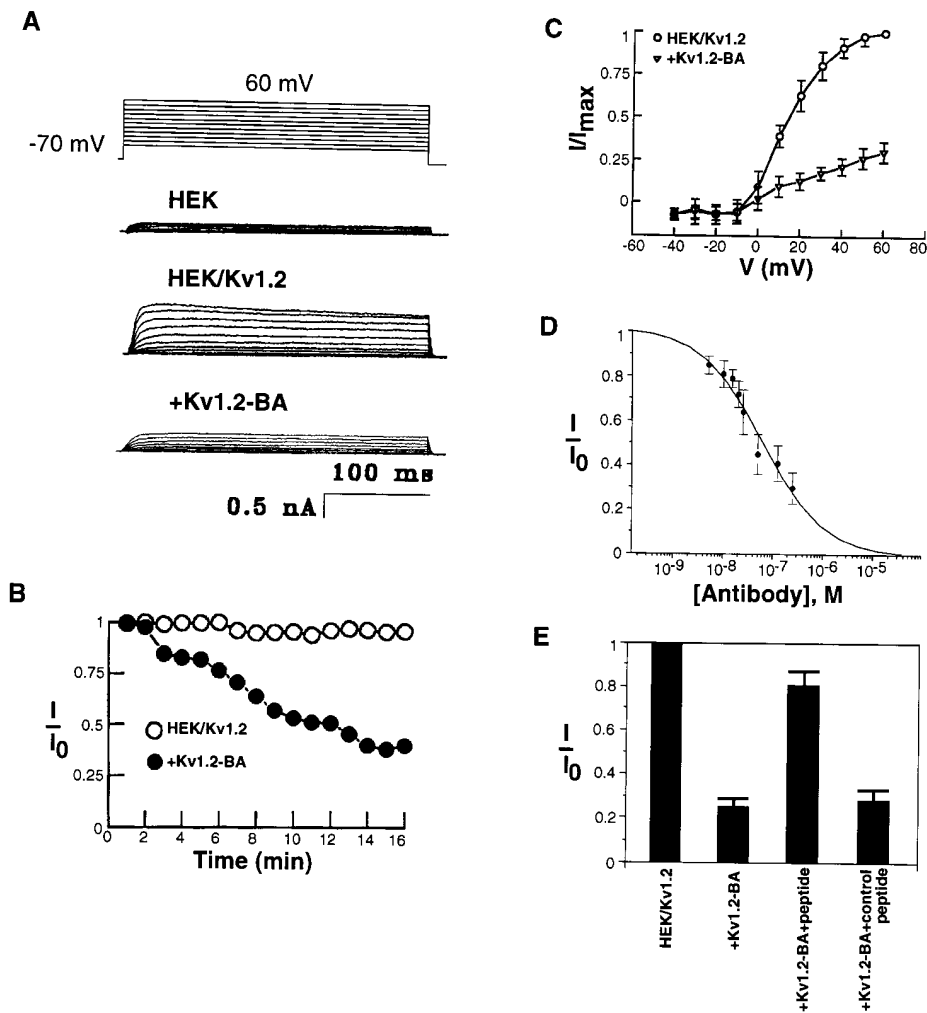 A
60 mV
-70 mV
HEK
HEK/Kv1.2
+Kv1.2-BA
100 ms
0.5 nA
B
1
0.75
0.5
0.25
0
I
I0
HEK/Kv1.2
+Kv1.2-BA
0 2 4 6 8 10 12 14 16
Time (min)
C
1
0.75
0.5
0.25
0
I/Imax
HEK/Kv1.2
+Kv1.2-BA
-60 -40 -20 0 20 40 60 80
V (mV)
D
1
0.8
0.6
0.4
0.2
0
I
I0
10-9 10-8 10-7 10-6 10-5
[Antibody], M
E
1
0.8
0.6
0.4
0.2
0
I
I0
HEK/Kv1.2
+Kv1.2-BA
+Kv1.2-BA+peptide
+Kv1.2-BA+control
peptide